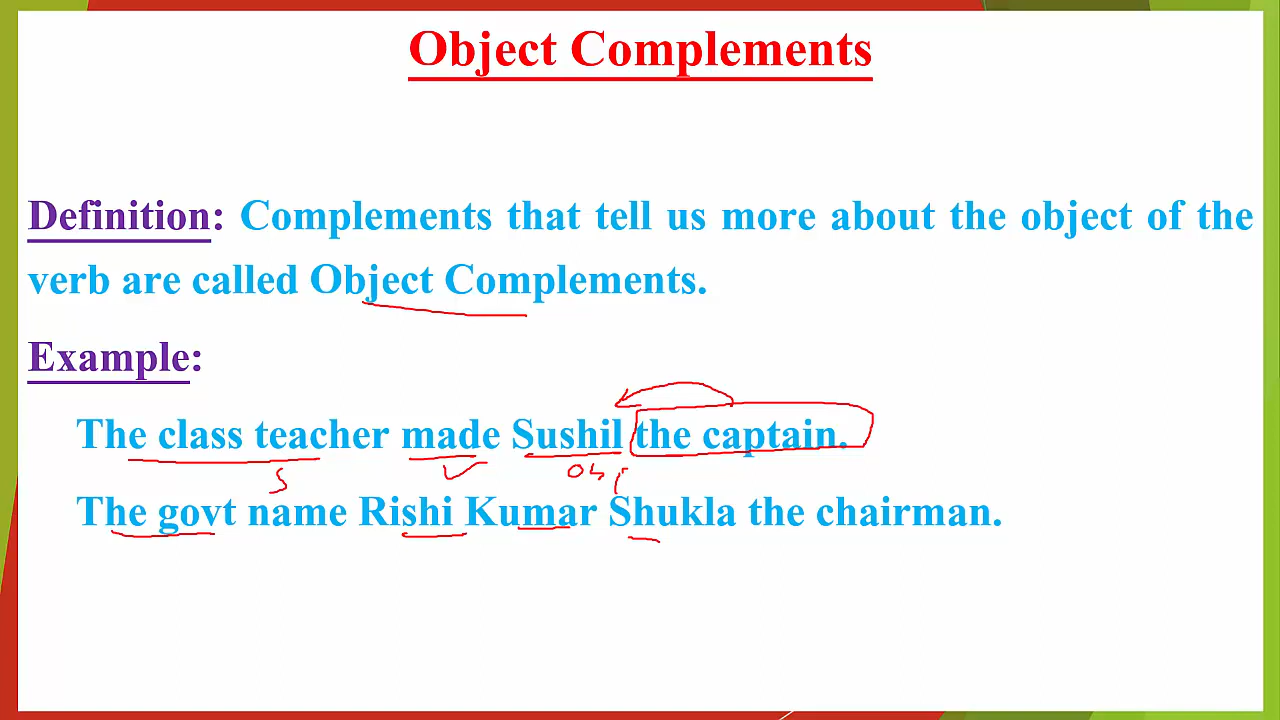 Object Complements
Definition: Complements that tell us more about the object of the
verb are called Object Complements.
Example:
The class teacher made Sushil the captain.
S V Obj
The govt name Rishi Kumar Shukla the chairman.